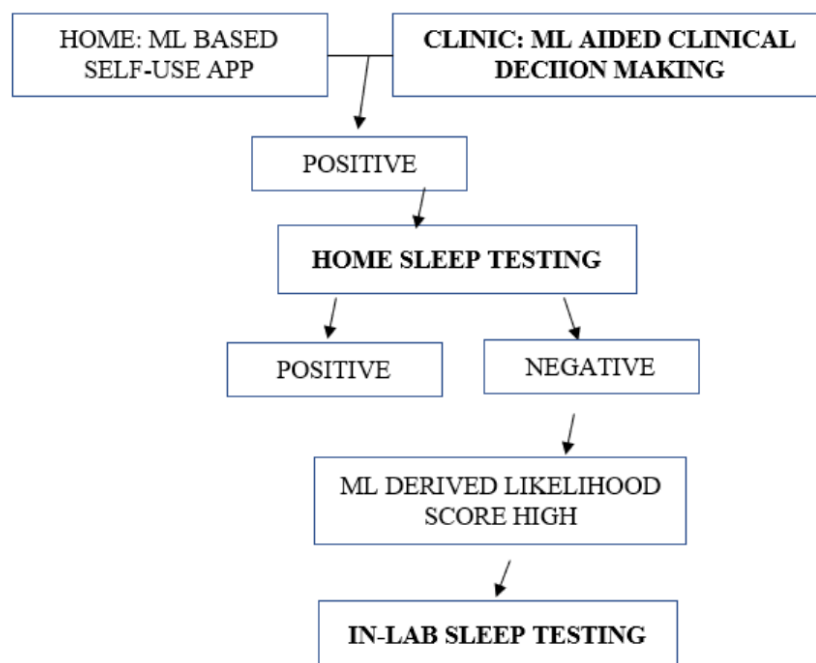 HOME: ML BASED
SELF-USE APP
CLINIC: ML AIDED CLINICAL
DECIION MAKING
POSITIVE
HOME SLEEP TESTING
POSITIVE
NEGATIVE
ML DERIVED LIKELIHOOD
SCORE HIGH
IN-LAB SLEEP TESTING